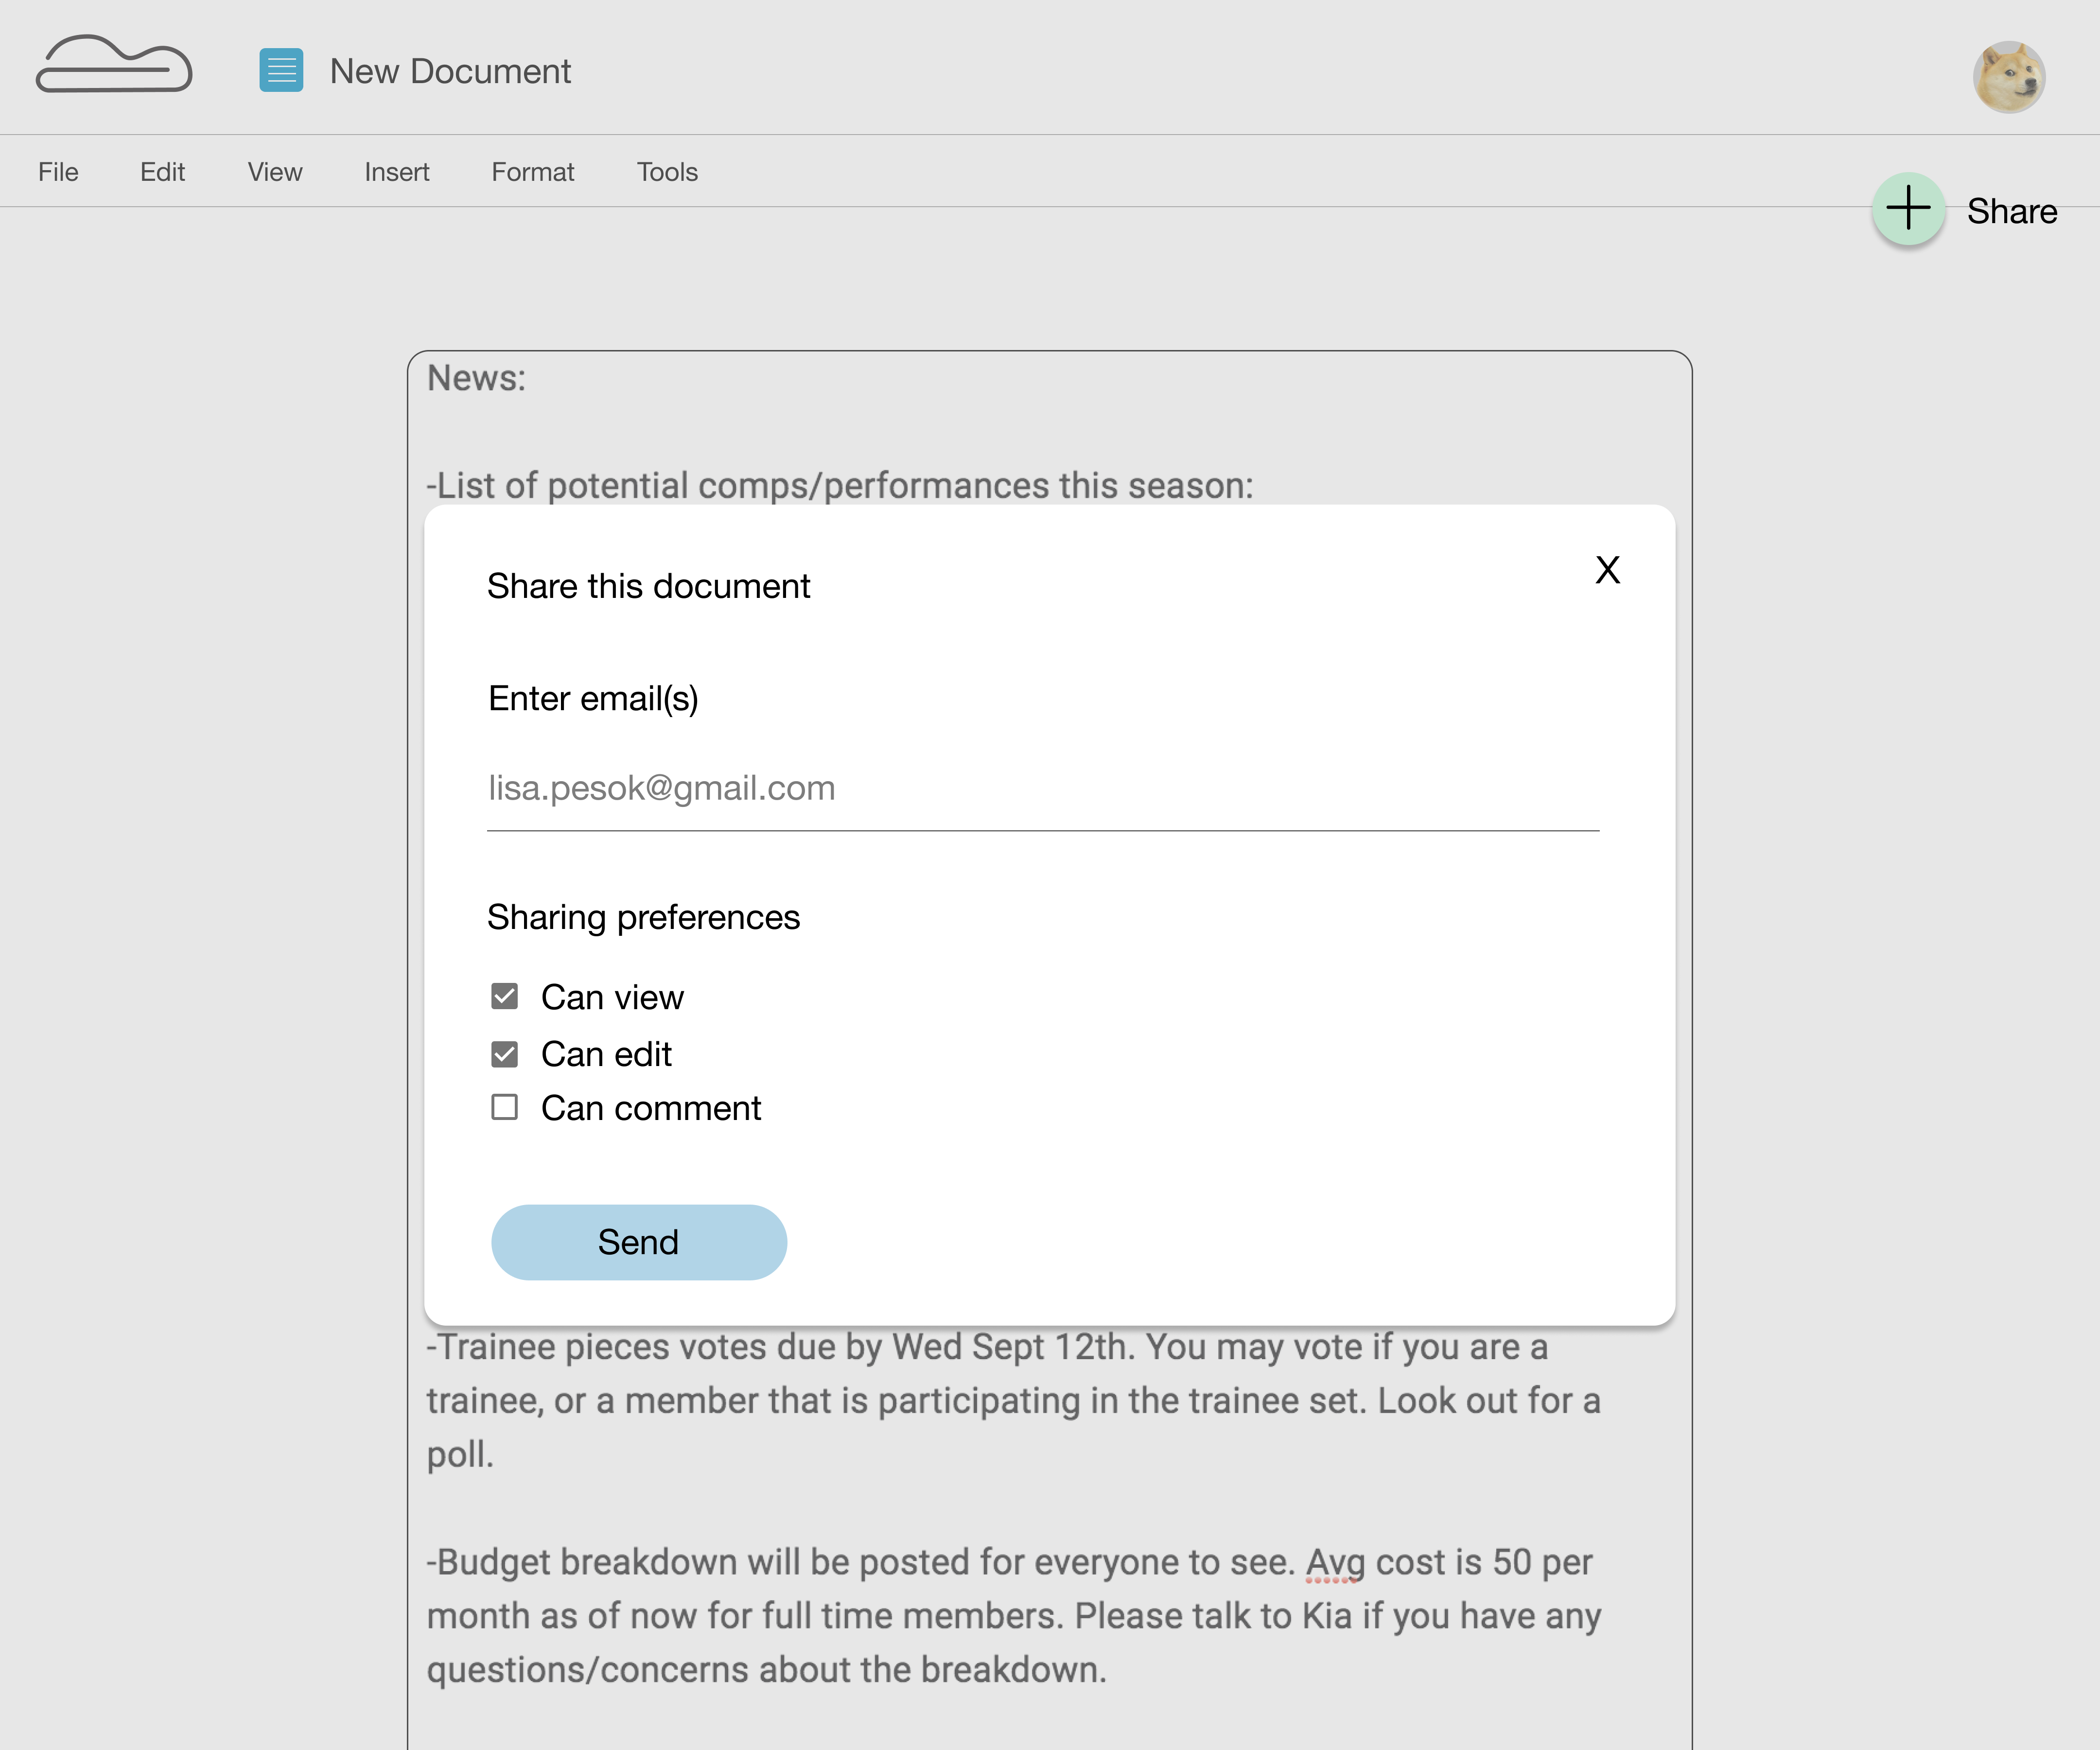 New Document
File Edit View Insert Format Tools
Share
News:
-List of potential comps/performances this season:
X
Share this document
Enter email(s)
lisa.pesok@gmail.com
Sharing preferences
Can view
Can edit
Can comment
Send
-Trainee pieces votes due by Wed Sept 12th. You may vote if you are a
trainee, or a member that is participating in the trainee set. Look out for a
poll.
-Budget breakdown will be posted for everyone to see. Avg cost is 50 per
month as of now for full time members. Please talk to Kia if you have any
questions/concerns about the breakdown.